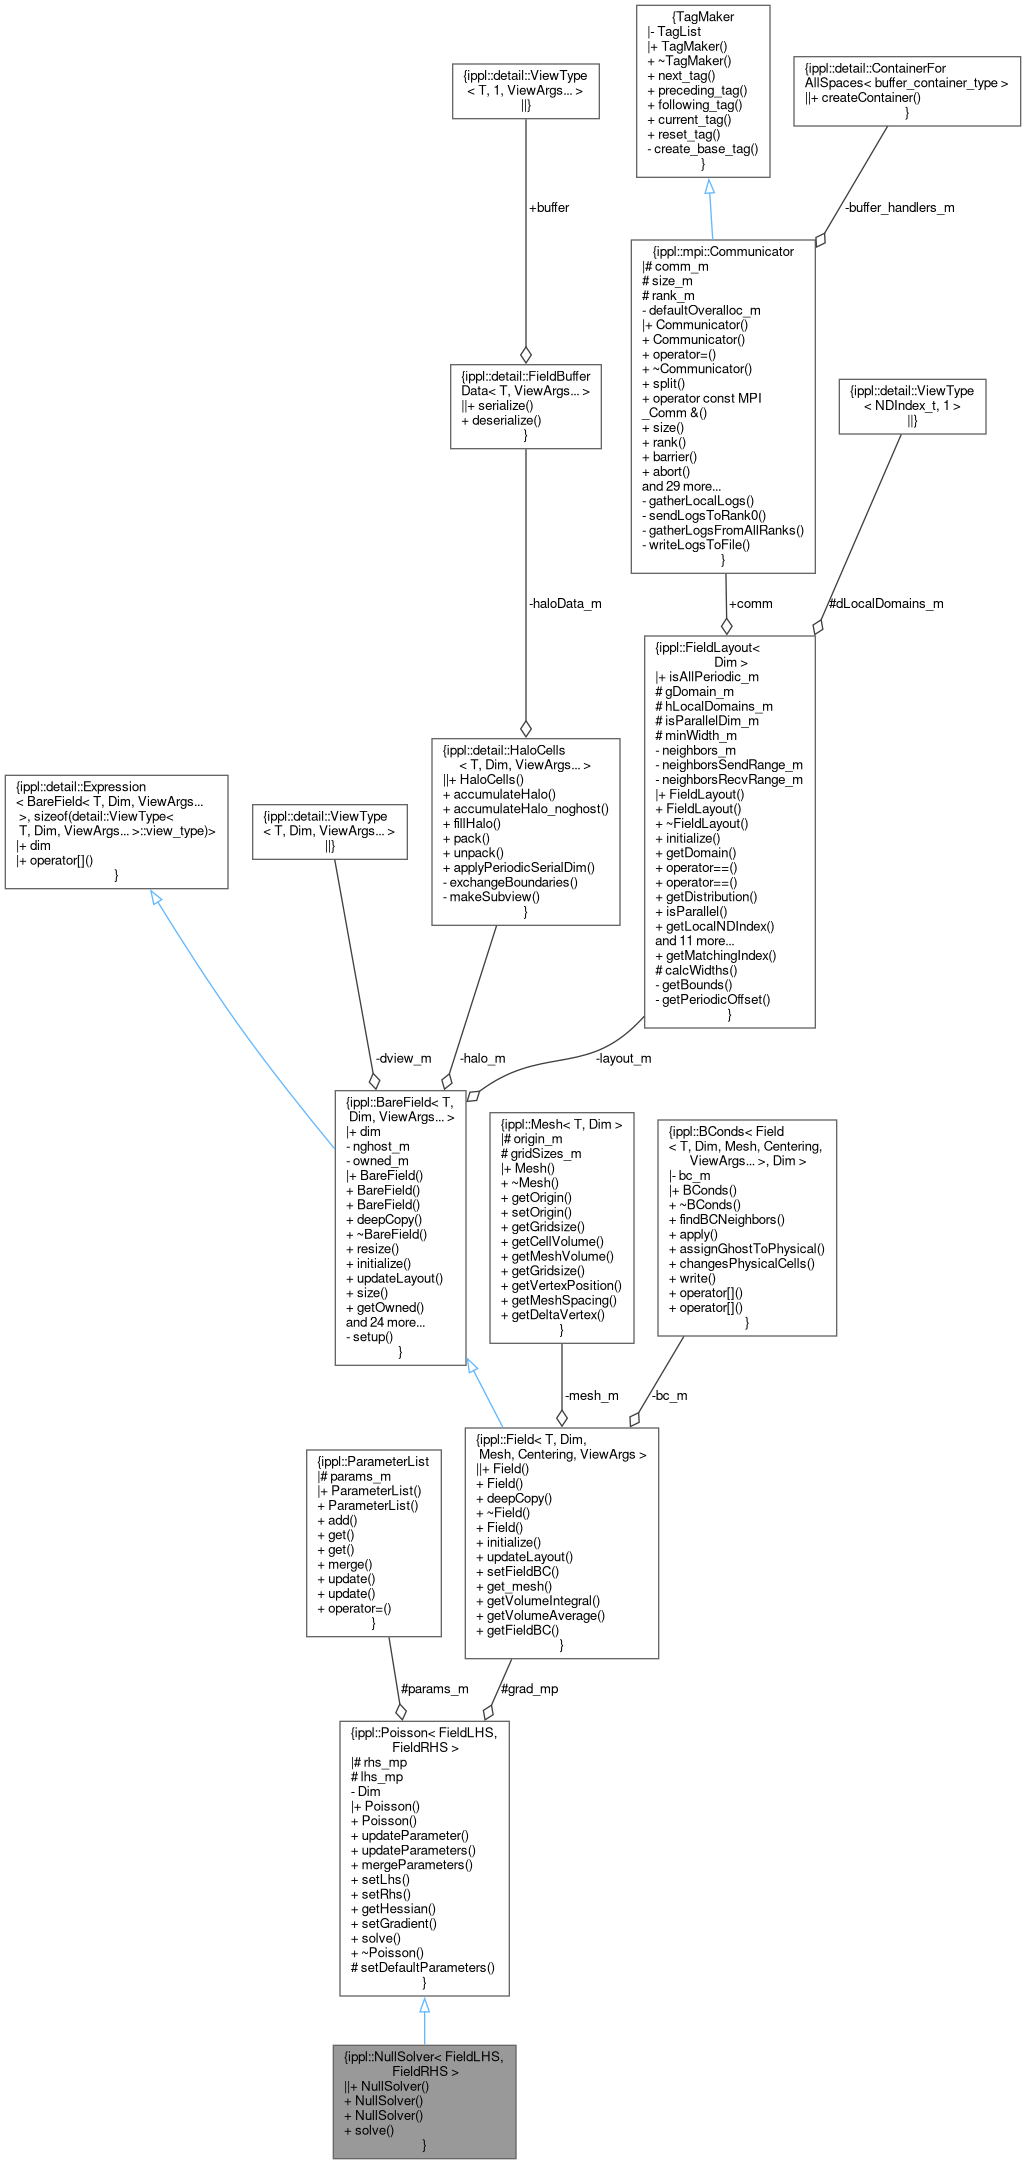 {TagMaker
|- TagList
|+ TagMaker()
+ ~TagMaker()
+ next_tag()
+ preceding_tag()
+ following_tag()
+ current_tag()
+ reset_tag()
- create_base_tag()
}
{ippl::detail::ViewType
< T, 1, ViewArgs... >
||}
{ippl::detail::ContainerFor
AllSpaces< buffer_container_type >
||+ createContainer()
}
+buffer
-buffer_handlers_m
{ippl::mpi::Communicator
|# comm_m
# size_m
# rank_m
- defaultOveralloc_m
|+ Communicator()
+ Communicator()
+ operator=()
+ ~Communicator()
+ split()
+ operator const MPI
_Comm &()
+ size()
+ rank()
+ barrier()
+ abort()
and 29 more...
- gatherLocalLogs()
- sendLogsToRank0()
- gatherLogsFromAllRanks()
- writeLogsToFile()
}
{ippl::detail::FieldBuffer
Data< T, ViewArgs... >
||+ serialize()
+ deserialize()
}
{ippl::detail::ViewType
< NDIndex_t, 1 >
||}
-haloData_m
+comm
#dLocalDomains_m
{ippl::FieldLayout<
Dim >
|+ isAllPeriodic_m
# gDomain_m
# hLocalDomains_m
# isParallelDim_m
# minWidth_m
- neighbors_m
- neighborsSendRange_m
- neighborsRecvRange_m
|+ FieldLayout()
+ FieldLayout()
+ ~FieldLayout()
+ initialize()
+ getDomain()
+ operator==()
+ operator==()
+ getDistribution()
+ isParallel()
+ getLocalNDIndex()
and 11 more...
+ getMatchingIndex()
# calcWidths()
- getBounds()
- getPeriodicOffset()
}
{ippl::detail::HaloCells
< T, Dim, ViewArgs... >
||+ HaloCells()
+ accumulateHalo()
+ accumulateHalo_noghost()
+ fillHalo()
+ pack()
+ unpack()
+ applyPeriodicSerialDim()
- exchangeBoundaries()
- makeSubview()
}
{ippl::detail::Expression
< BareField< T, Dim, ViewArgs...
>, sizeof(detail::ViewType<
T, Dim, ViewArgs... >::view_type)>
|+ dim
|+ operator[]()
}
{ippl::detail::ViewType
< T, Dim, ViewArgs... >
||}
-dview_m
-halo_m
-layout_m
{ippl::BareField< T,
Dim, ViewArgs... >
|+ dim
- nghost_m
- owned_m
|+ BareField()
+ BareField()
+ BareField()
+ deepCopy()
+ ~BareField()
+ resize()
+ initialize()
+ updateLayout()
+ size()
+ getOwned()
and 24 more...
- setup()
}
{ippl::Mesh< T, Dim >
|# origin_m
# gridSizes_m
|+ Mesh()
+ ~Mesh()
+ getOrigin()
+ setOrigin()
+ getGridsize()
+ getCellVolume()
+ getMeshVolume()
+ getGridsize()
+ getVertexPosition()
+ getMeshSpacing()
+ getDeltaVertex()
}
{ippl::BConds< Field
< T, Dim, Mesh, Centering,
ViewArgs... >, Dim >
|- bc_m
|+ BConds()
+ ~BConds()
+ findBCNeighbors()
+ apply()
+ assignGhostToPhysical()
+ changesPhysicalCells()
+ write()
+ operator[]()
+ operator[]()
}
-mesh_m
-bc_m
{ippl::Field< T, Dim,
Mesh, Centering, ViewArgs >
||+ Field()
+ Field()
+ deepCopy()
+ ~Field()
+ Field()
+ initialize()
+ updateLayout()
+ setFieldBC()
+ get_mesh()
+ getVolumeIntegral()
+ getVolumeAverage()
+ getFieldBC()
}
{ippl::ParameterList
|# params_m
|+ ParameterList()
+ ParameterList()
+ add()
+ get()
+ get()
+ merge()
+ update()
+ update()
+ operator=()
}
#params_m
#grad_mp
{ippl::Poisson< FieldLHS,
FieldRHS >
|# rhs_mp
# lhs_mp
- Dim
|+ Poisson()
+ Poisson()
+ updateParameter()
+ updateParameters()
+ mergeParameters()
+ setLhs()
+ setRhs()
+ getHessian()
+ setGradient()
+ solve()
+ ~Poisson()
# setDefaultParameters()
}
{ippl::NullSolver< FieldLHS,
FieldRHS >
||+ NullSolver()
+ NullSolver()
+ NullSolver()
+ solve()
}